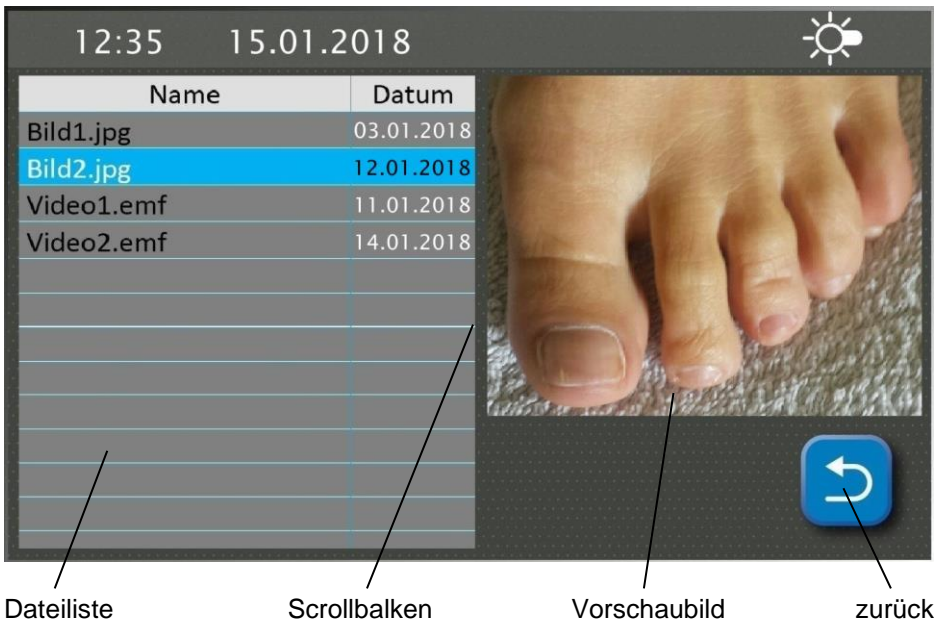 12:35 15.01.2018
Name Datum
Bild1.jpg 03.01.2018
Bild2.jpg 12.01.2018
Video1.emf 11.01.2018
Video2.emf 14.01.2018
Dateiliste Scrollbalken Vorschaubild zurück